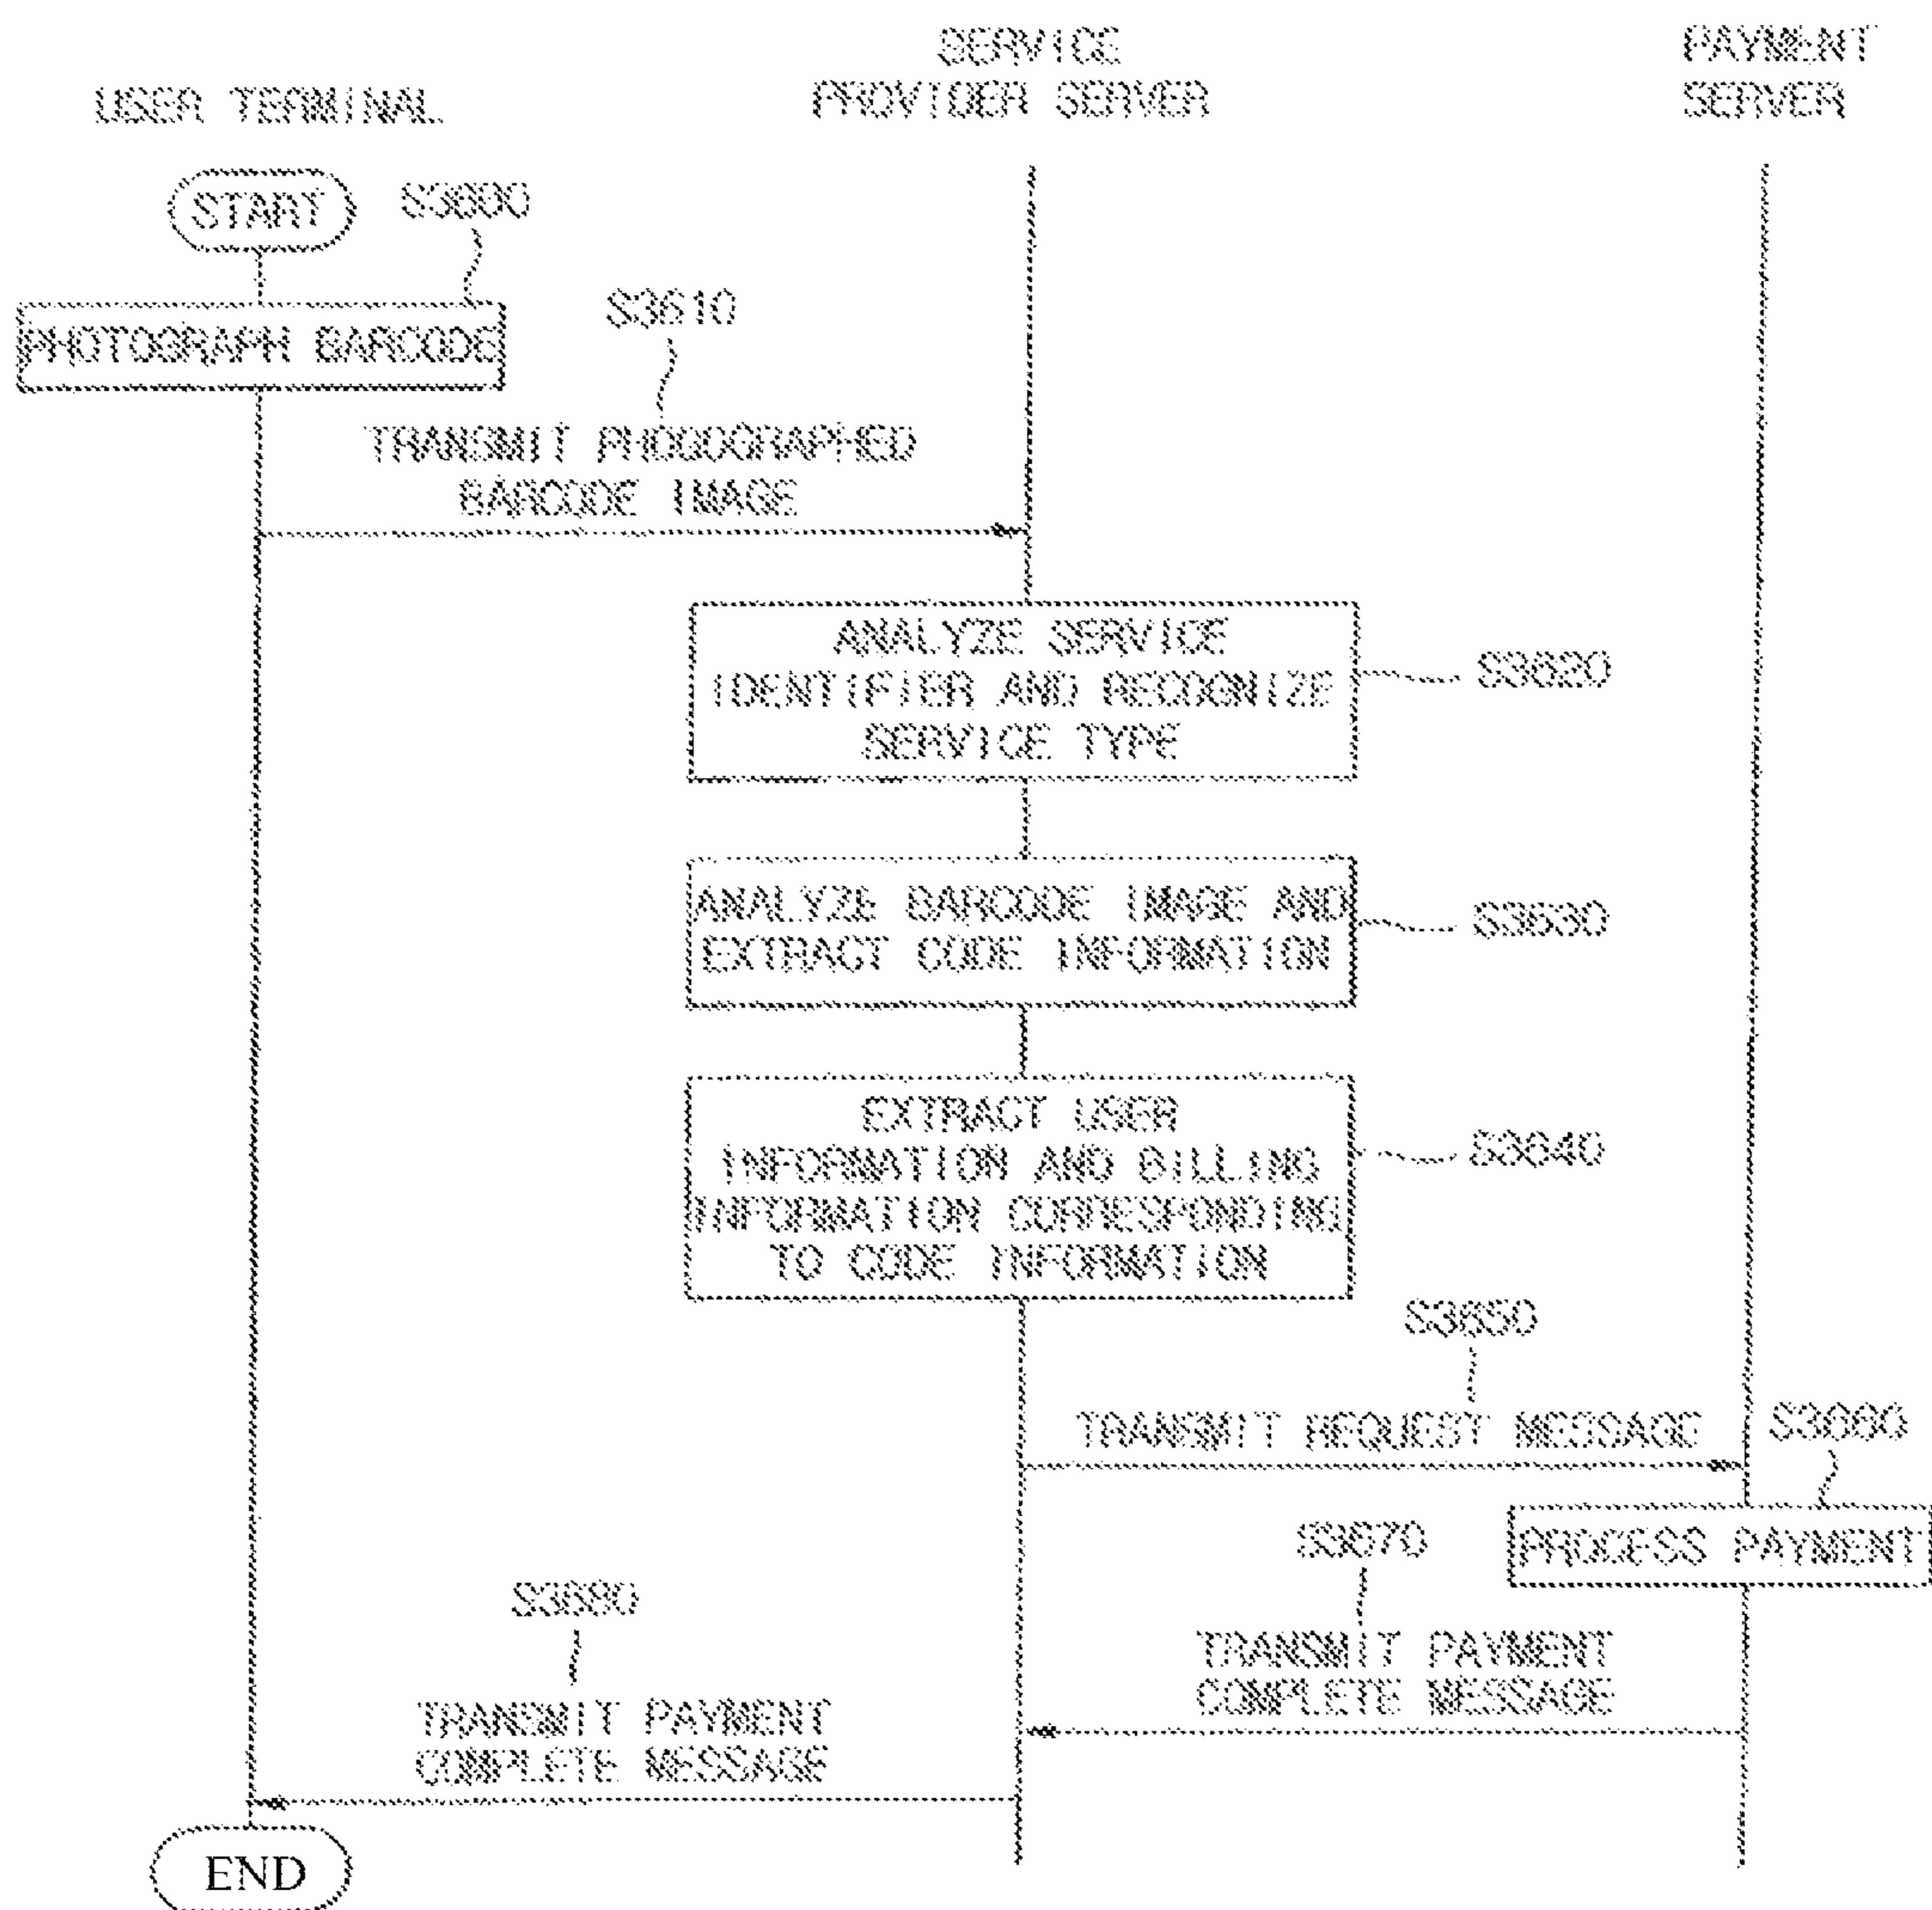 USER TERMINAL
SERVICE
PROVIDER SERVER
PAYMENT
SERVER
START
S3600
PHOTOGRAPH BARCODE
S3610
TRANSMIT PHOGOGRAPHED
BARCODE IMAGE
ANALYZE SERVICE
IDENTIFIER AND RECOGNIZE
SERVICE TYPE
S3620
ANALYZE BARCODE IMAGE AND
EXTRACT CODE INFORMATION
S3630
EXTRACT USER
INFORMATION AND BILLING
INFORMATION CORRESPONDING
TO CODE INFORMATION
S3640
S3650
TRANSMIT REQUEST MESSAGE
S3660
PROCESS PAYMENT
S3670
TRANSMIT PAYMENT
COMPLETE MESSAGE
S3680
TRANSMIT PAYMENT
COMPLETE MESSAGE
END